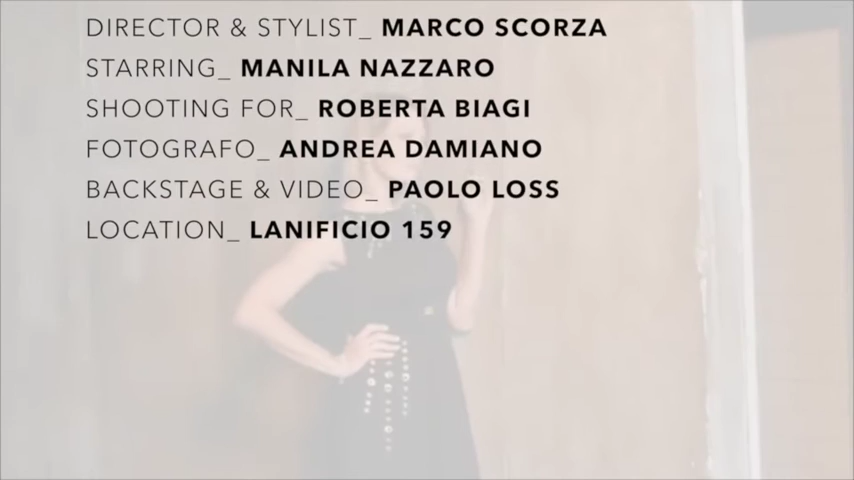 DIRECTOR & STYLIST_ MARCO SCORZA
STARRING_ MANILA NAZZARO
SHOOTING FOR_ ROBERTA BIAGI
FOTOGRAFO_ ANDREA DAMIANO
BACKSTAGE & VIDEO_ PAOLO LOSS
LOCATION_ LANIFICIO 159